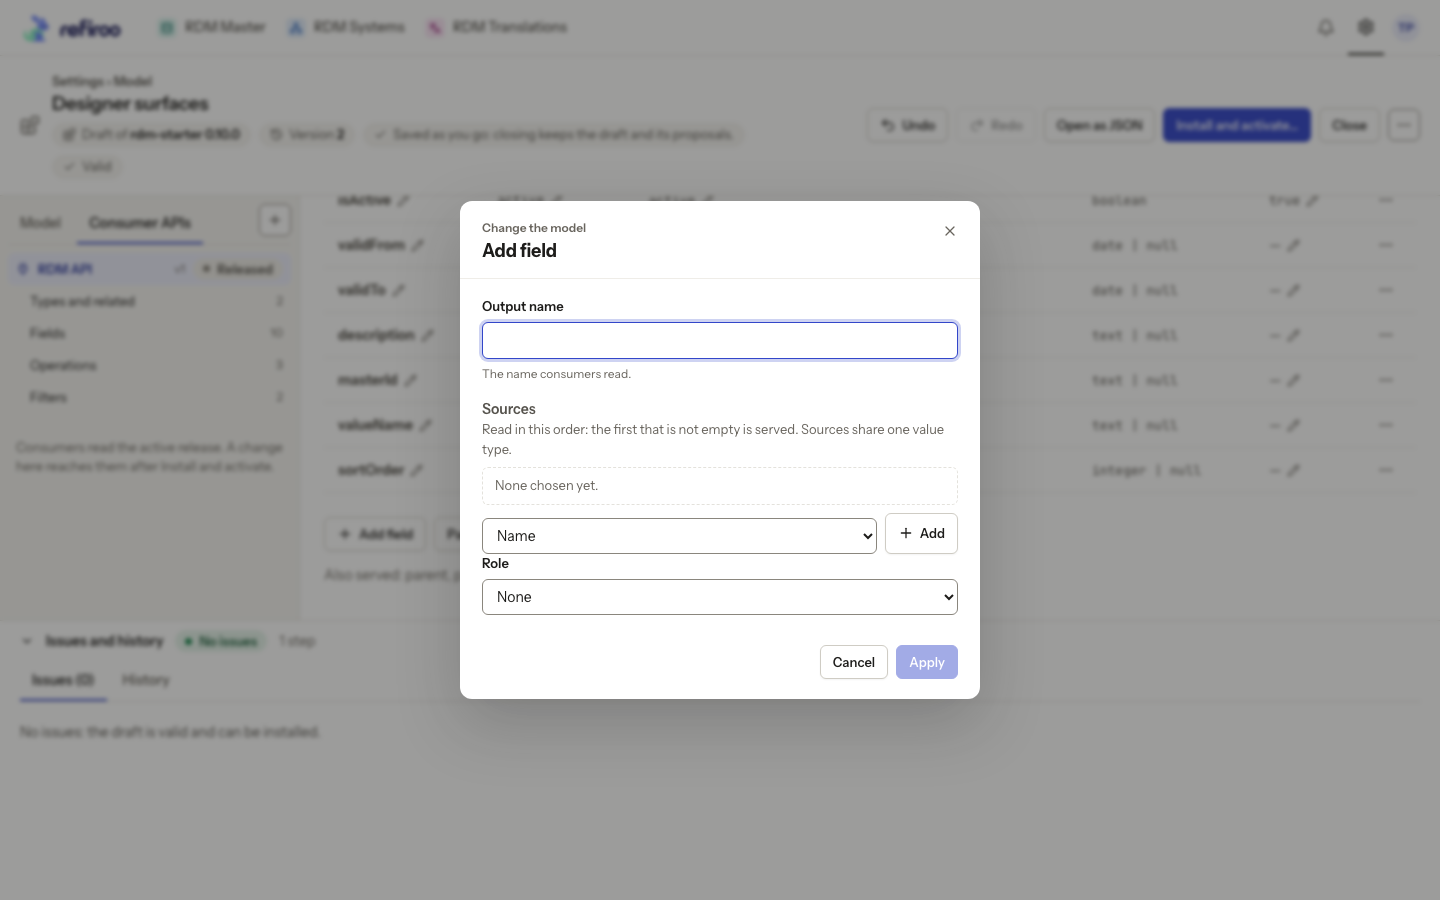 refiroo
RDM Master
RDM Systems
RDM Translations
TP
Settings › Model
Designer surfaces
Draft of rdm-starter 0.10.0
Version 2
Saved as you go: closing keeps the draft and its proposals.
Valid
Undo
Redo
Open as JSON
Install and activate...
Close
Model
Consumer APIs
RDM API
v1
Released
Types and related
Fields
10
Operations
Filters
Consumers read the active release. A change
here reaches them after Install and activate.
isActive
active
active
boolean
true
validFrom
date | null
–
validTo
date | null
–
description
text | null
–
masterId
text | null
–
valueName
text | null
–
sortOrder
integer | null
–
Add field
Also served: parent, p
Change the model
Add field
Output name
The name consumers read.
Sources
Read in this order: the first that is not empty is served. Sources share one value
type.
None chosen yet.
Name
Add
Role
None
Cancel
Apply
Issues and history
No issues
1 step
Issues (0)
History
No issues: the draft is valid and can be installed.